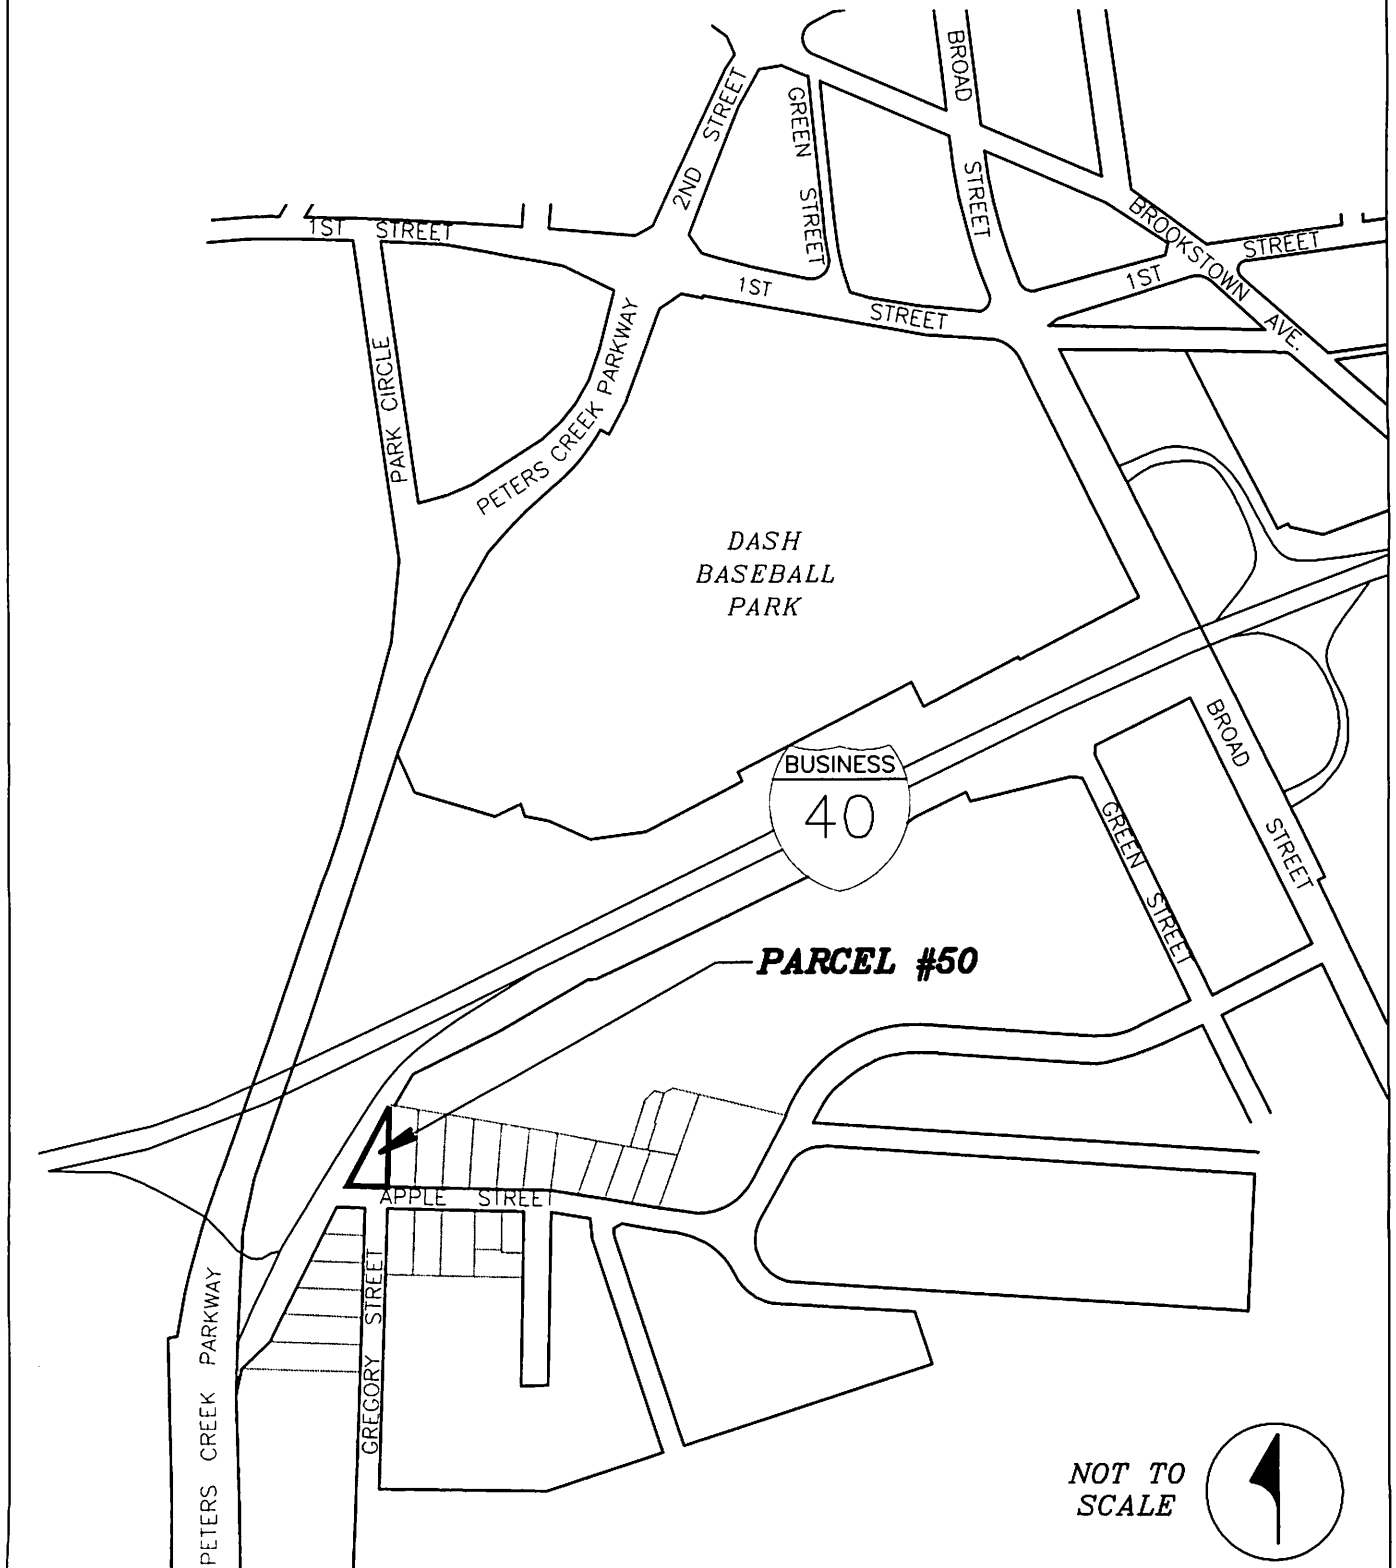 BROAD
STREET
GREEN
STREET
2ND STREET
1ST STREET
BROOKSTOWN
AVE.
1ST
STREET
1ST
STREET
PARK CIRCLE
PETERS CREEK PARKWAY
DASH
BASEBALL
PARK
BUSINESS
40
BROAD
STREET
GREEN
STREET
PARCEL #50
APPLE STREET
GREGORY STREET
PETERS CREEK PARKWAY
NOT TO
SCALE